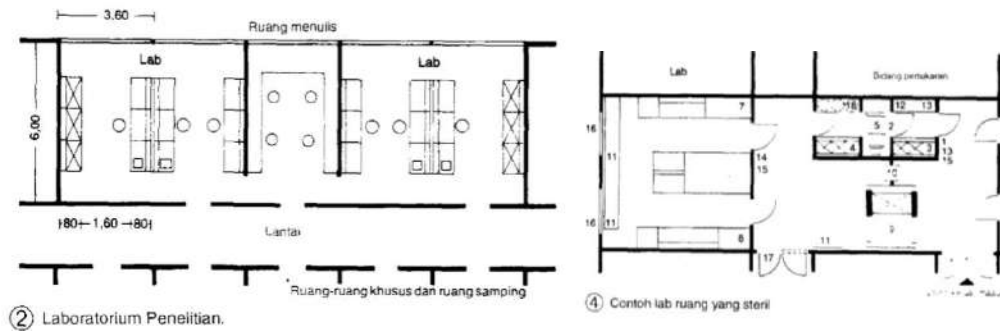 3,60
Ruang menulis
Lab
Lab
6,00
80 1,60 80
Lantai
Ruang-ruang khusus dan ruang samping
② Laboratorium Penelitian.
Lab
Bidang pertukaran
7
16
12
13
16
5
2
11
4
3
1
13
15
14
15
10
9
16
11
8
11
17
④ Contoh lab ruang yang steril